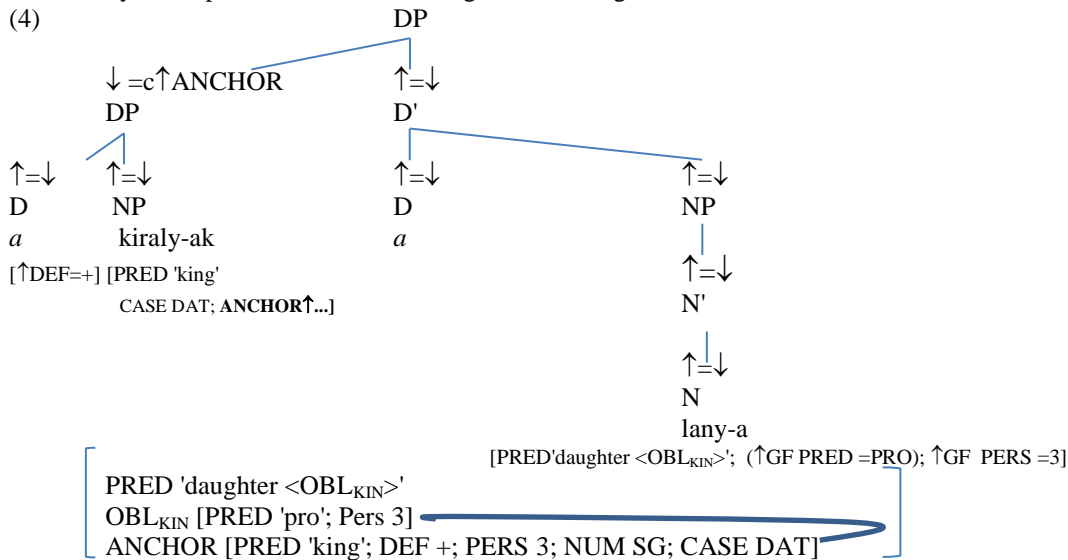 (4) DP
↓ =c↑ANCHOR ↑=↓
DP D'
↑=↓ ↑=↓ ↑=↓ ↑=↓
D NP D NP
a kiraly-ak a
[↑DEF=+] [PRED 'king' ↑=↓
CASE DAT; ANCHOR↑...] N'
↑=↓
N
lany-a
[PRED'daughter <OBLKIN>'; (↑GF PRED =PRO); ↑GF PERS =3]
PRED 'daughter <OBLKIN>'
OBLKIN [PRED 'pro'; Pers 3]
ANCHOR [PRED 'king'; DEF +; PERS 3; NUM SG; CASE DAT]